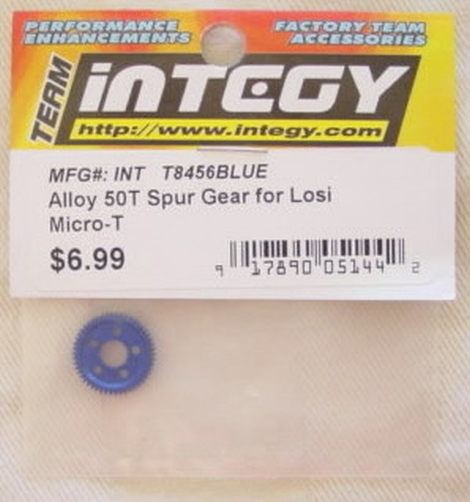 PERFORMANCE
ENHANCEMENTS
FACTORY TEAM
ACCESSORIES
TEAM
iNTEGY
http://www.integy.com
MFG#: INT T8456BLUE
Alloy 50T Spur Gear for Losi
Micro-T
$6.99
9 17890 05144 2